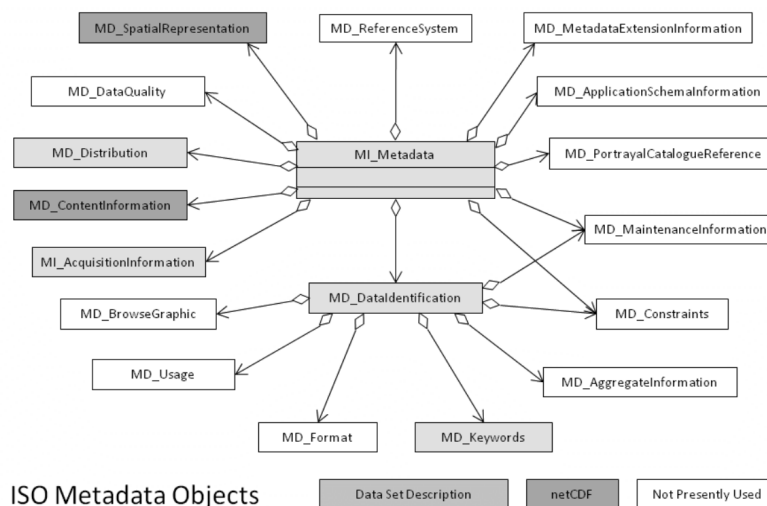 MD_SpatialRepresentation
MD_ReferenceSystem
MD_MetadataExtensionInformation
MD_DataQuality
MD_ApplicationSchemaInformation
MD_Distribution
MI_Metadata
MD_PortrayalCatalogueReference
MD_ContentInformation
MD_MaintenanceInformation
MI_AcquisitionInformation
MD_DataIdentification
MD_BrowseGraphic
MD_Constraints
MD_Usage
MD_AggregateInformation
MD_Format
MD_Keywords
ISO Metadata Objects
Data Set Description
netCDF
Not Presently Used